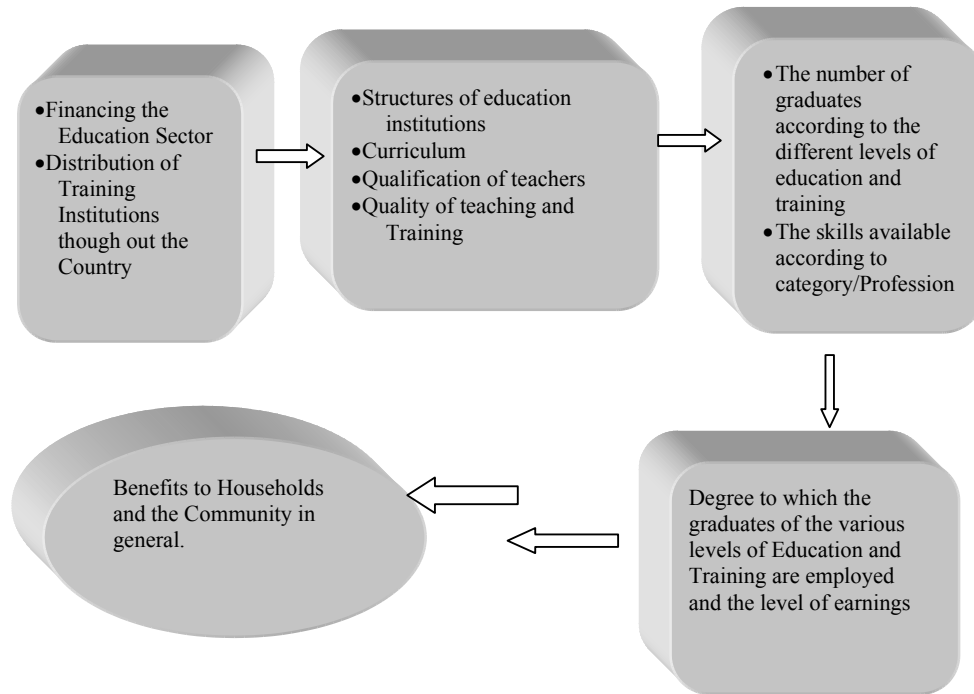 •Financing the
Education Sector
•Distribution of
Training
Institutions
though out the
Country
•Structures of education
institutions
•Curriculum
•Qualification of teachers
•Quality of teaching and
Training
•The number of
graduates
according to the
different levels of
education and
training
•The skills available
according to
category/Profession
Degree to which the
graduates of the various
levels of Education and
Training are employed
and the level of earnings
Benefits to Households
and the Community in
general.